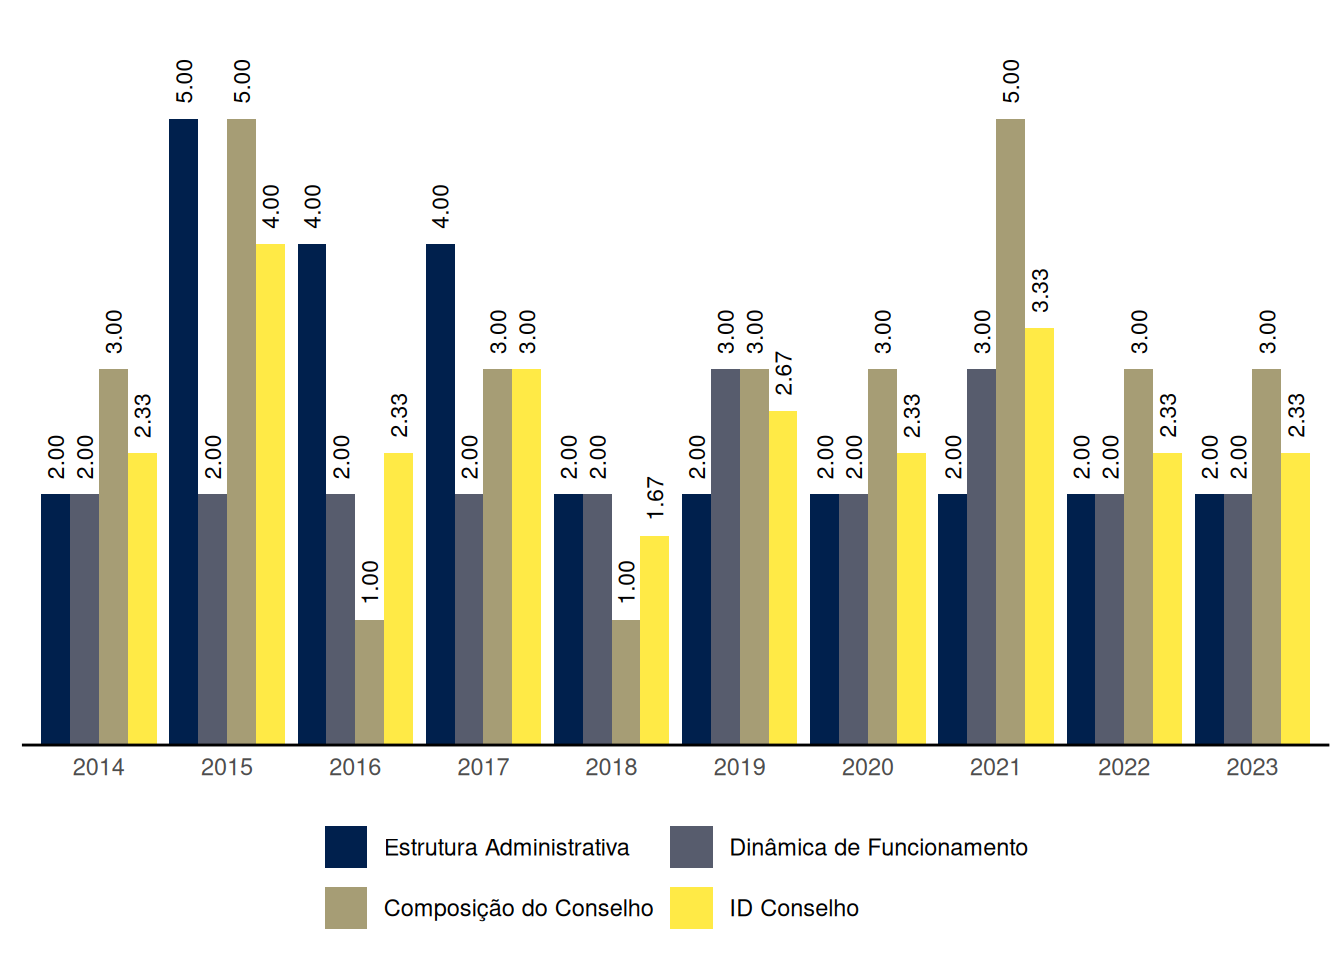 5.00 5.00 5.00
4.00 4.00 4.00
3.33
3.00 3.00 3.00 3.00 3.00 3.00 3.00 3.00 3.00
2.67
2.33 2.33 2.33 2.33 2.33
2.00 2.00 2.00 2.00 2.00 2.00 2.00 2.00 2.00 2.00 2.00 2.00 2.00 2.00 2.00
1.67
1.00 1.00
2014 2015 2016 2017 2018 2019 2020 2021 2022 2023
Estrutura Administrativa Dinâmica de Funcionamento
Composição do Conselho ID Conselho